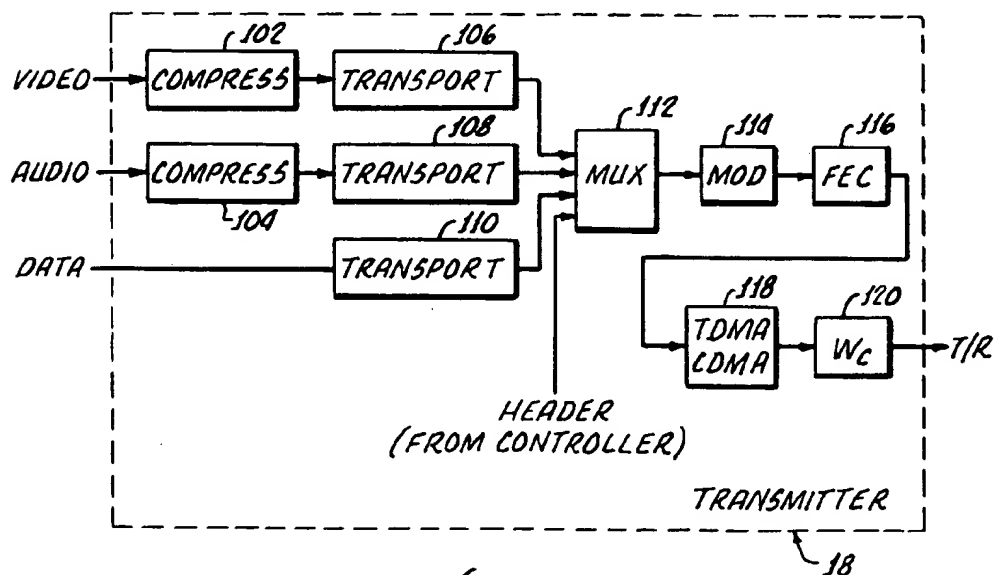 102
106
VIDEO
COMPRESS
TRANSPORT
108
112
114
116
AUDIO
COMPRESS
TRANSPORT
MUX
MOD
FEC
104
110
DATA
TRANSPORT
118
120
TDMA
CDMA
WC
T/R
HEADER
(FROM CONTROLLER)
TRANSMITTER
18